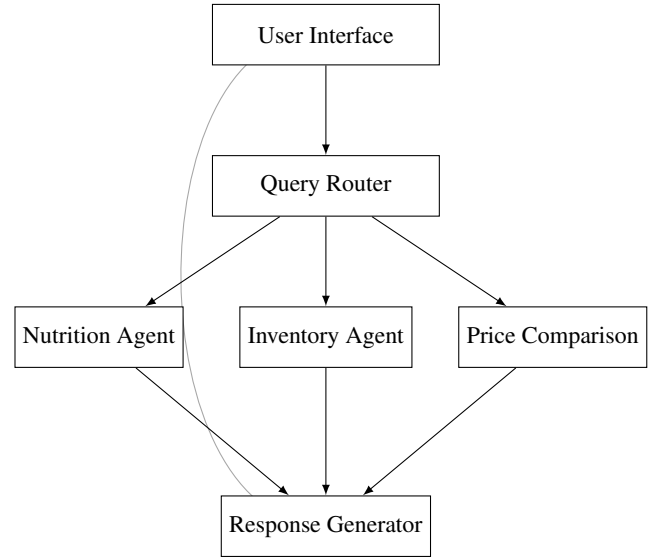 User Interface
Query Router
Nutrition Agent
Inventory Agent
Price Comparison
Response Generator